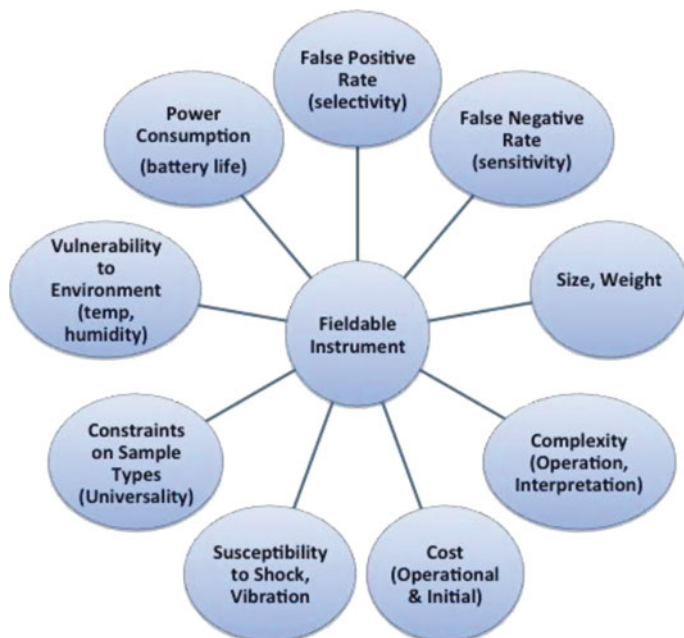 False Positive
Rate
(selectivity)
False Negative
Rate
(sensitivity)
Size, Weight
Complexity
(Operation,
Interpretation)
Cost
(Operational
& Initial)
Susceptibility
to Shock,
Vibration
Constraints
on Sample
Types
(Universality)
Vulnerability
to
Environment
(temp,
humidity)
Power
Consumption
(battery life)
Fieldable
Instrument